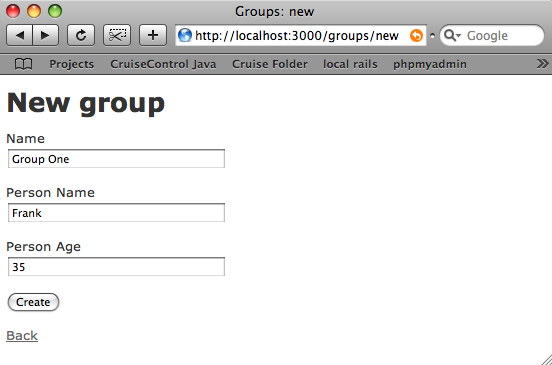 Groups: new
http://localhost:3000/groups/new
Google
Projects CruiseControl Java Cruise Folder local rails phpmyadmin
New group
Name
Group One
Person Name
Frank
Person Age
35
Create
Back